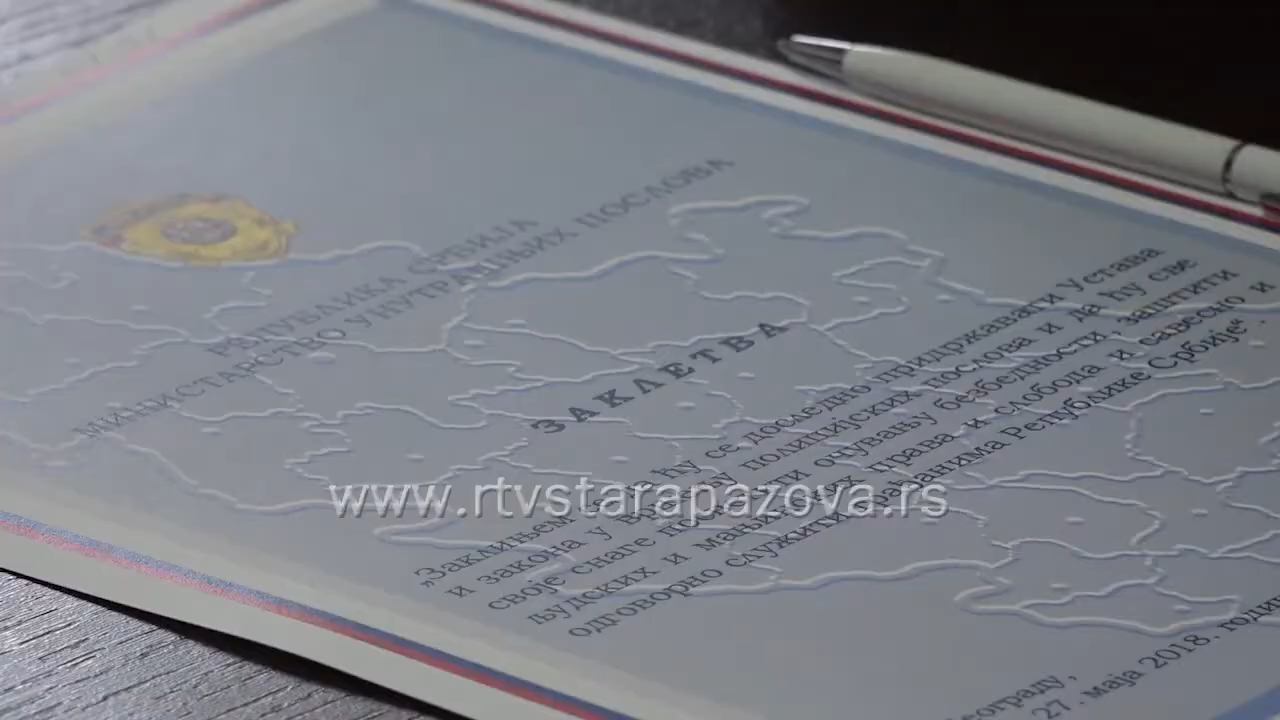 РЕПУБЛИКА СРБИЈА
МИНИСТАРСТВО УНУТРАШЊИХ ПОСЛОВА
ЗАКЛЕТВА
„Заклињем се да ћу се доследно придржавати Устава
и закона у вршењу полицијских послова и да ћу све
своје снаге посветити очувању безбедности, заштити
људских и мањинских права и слобода и савесно и
одговорно служити грађанима Републике Србије“.
www.rtvstarapazova.rs
еограду,
27. маја 2018. годин